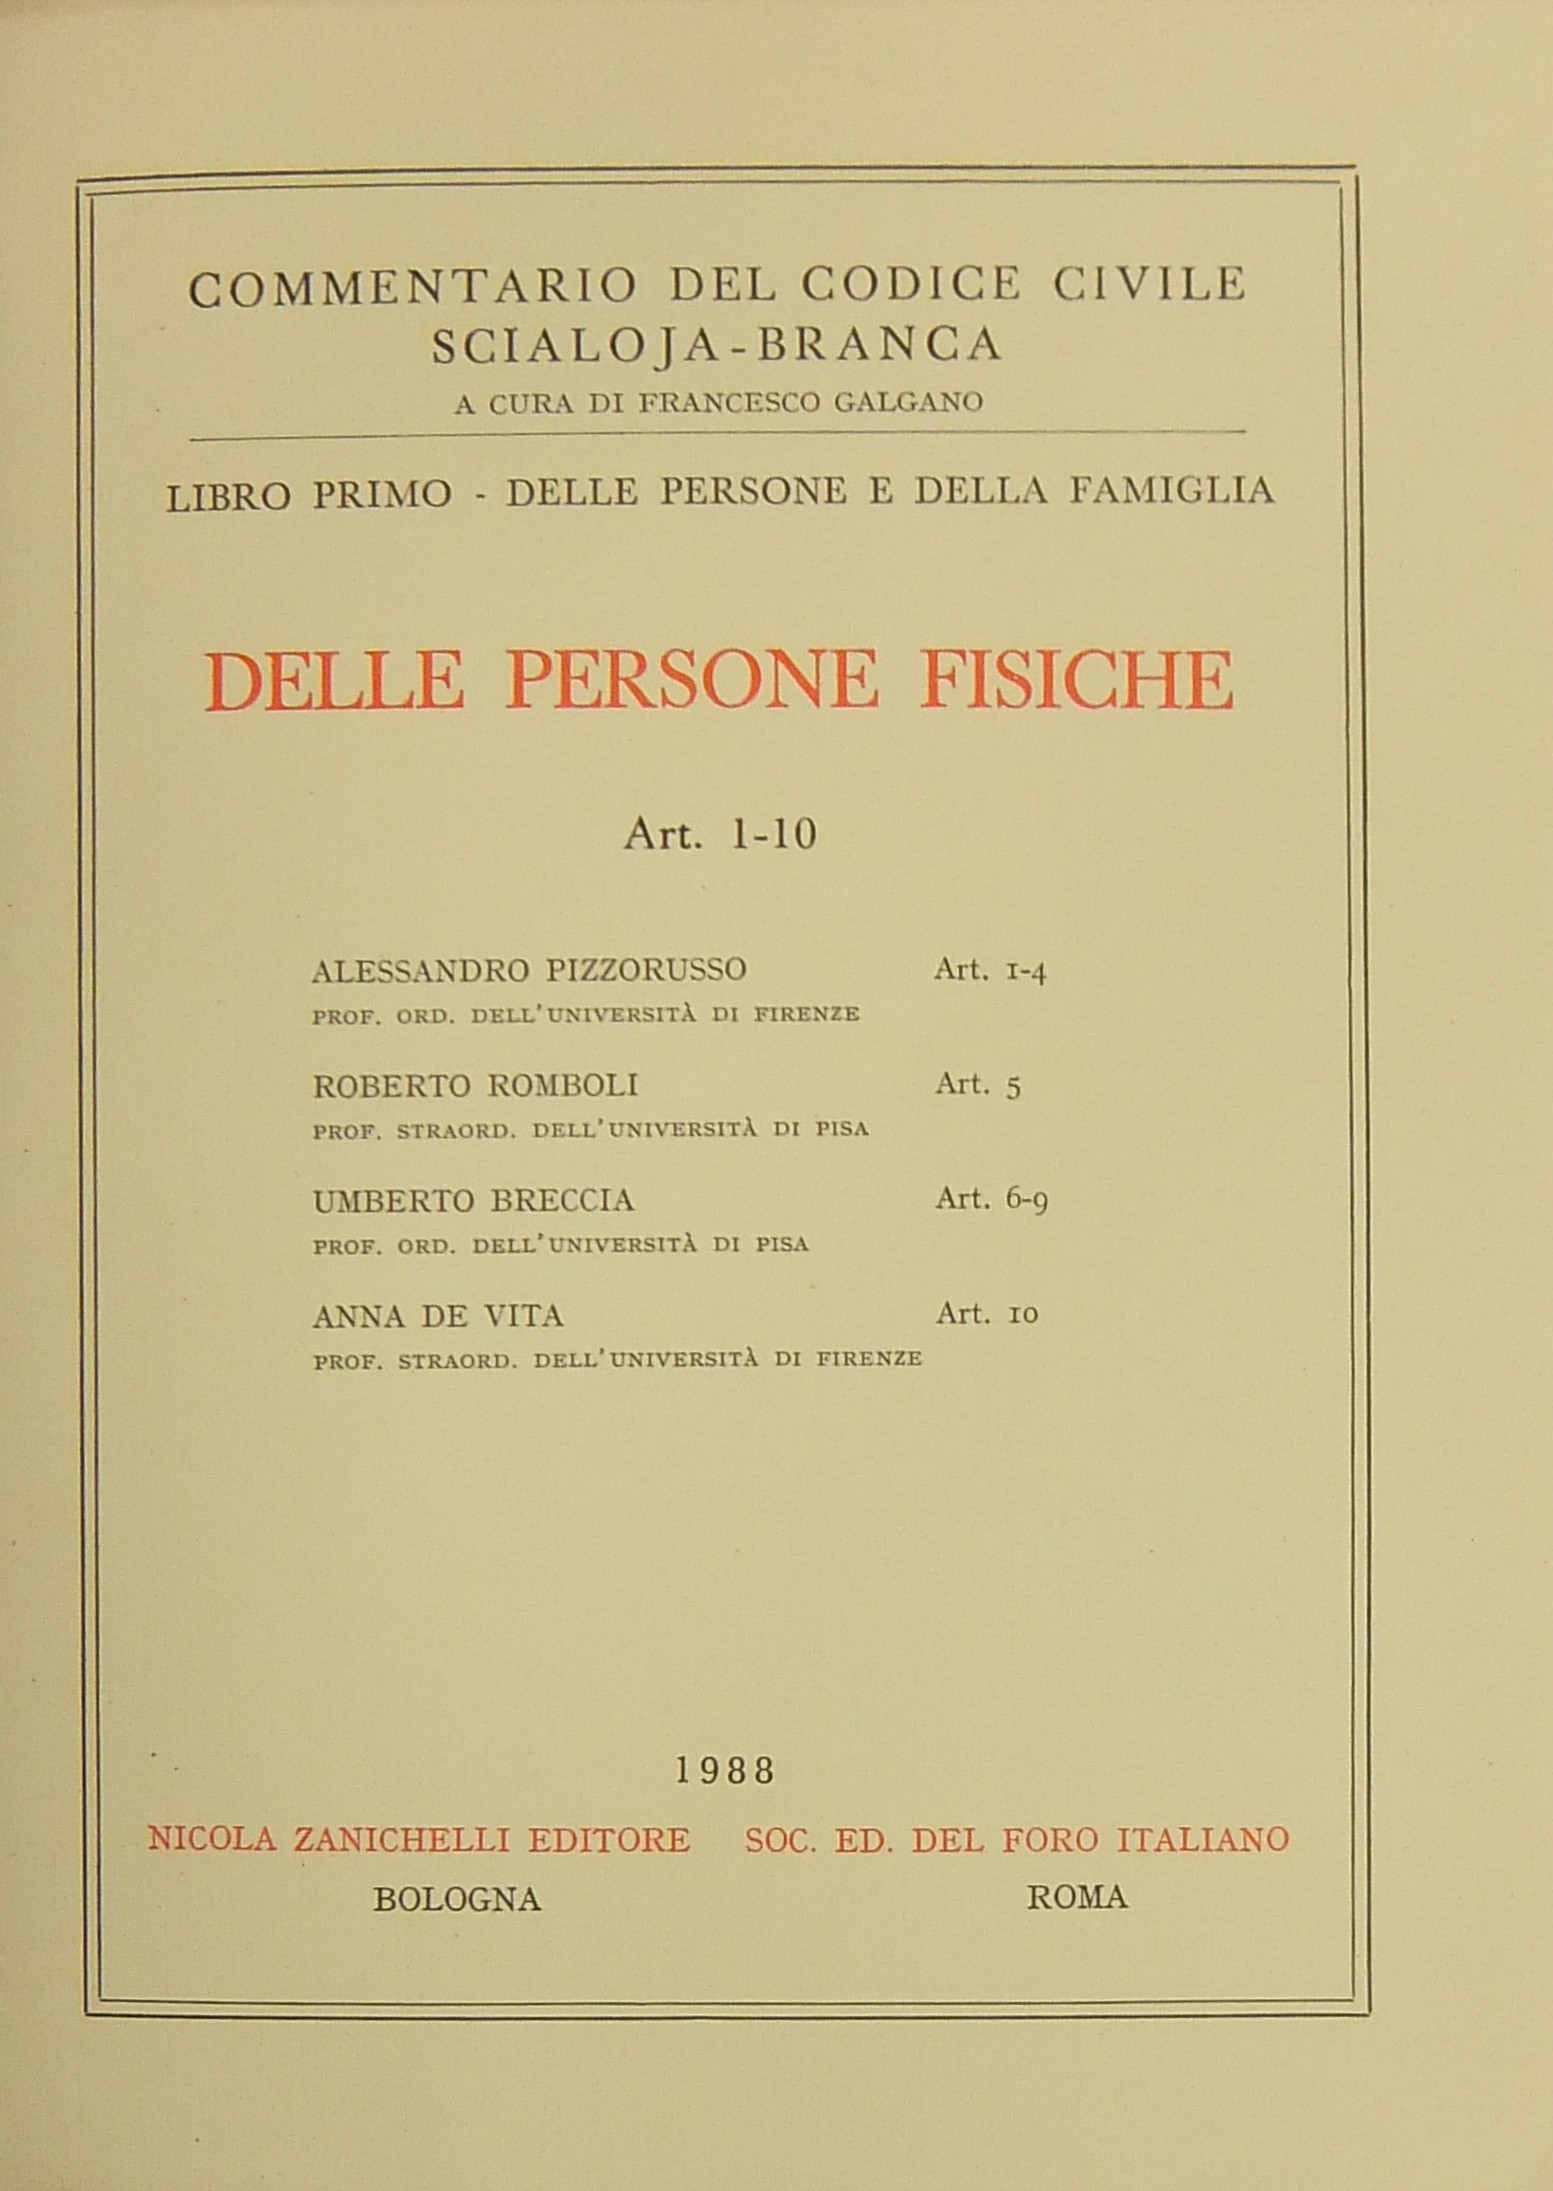 COMMENTARIO DEL CODICE CIVILE
SCIALOJA-BRANCA
A CURA DI FRANCESCO GALGANO
LIBRO PRIMO - DELLE PERSONE E DELLA FAMIGLIA
DELLE PERSONE FISICHE
Art. 1-10
ALESSANDRO PIZZORUSSO Art. 1-4
PROF. ORD. DELL'UNIVERSITÀ DI FIRENZE
ROBERTO ROMBOLI Art. 5
PROF. STRAORD. DELL'UNIVERSITÀ DI PISA
UMBERTO BRECCIA Art. 6-9
PROF. ORD. DELL'UNIVERSITÀ DI PISA
ANNA DE VITA Art. 10
PROF. STRAORD. DELL'UNIVERSITÀ DI FIRENZE
1988
NICOLA ZANICHELLI EDITORE SOC. ED. DEL FORO ITALIANO
BOLOGNA ROMA